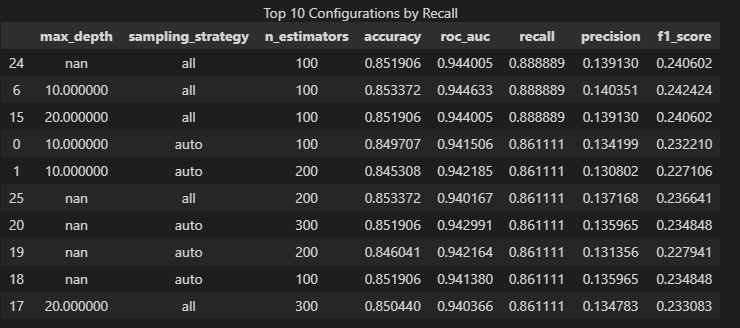 Top 10 Configurations by Recall
max_depth sampling_strategy n_estimators accuracy roc_auc recall precision f1_score
24 nan all 100 0.851906 0.944005 0.888889 0.139130 0.240602
6 10.000000 all 100 0.853372 0.944633 0.888889 0.140351 0.242424
15 20.000000 all 100 0.851906 0.944005 0.888889 0.139130 0.240602
0 10.000000 auto 100 0.849707 0.941506 0.861111 0.134199 0.232210
1 10.000000 auto 200 0.845308 0.942185 0.861111 0.130802 0.227106
25 nan all 200 0.853372 0.940167 0.861111 0.137168 0.236641
20 nan auto 300 0.851906 0.942991 0.861111 0.135965 0.234848
19 nan auto 200 0.846041 0.942164 0.861111 0.131356 0.227941
18 nan auto 100 0.851906 0.941380 0.861111 0.135965 0.234848
17 20.000000 all 300 0.850440 0.940366 0.861111 0.134783 0.233083